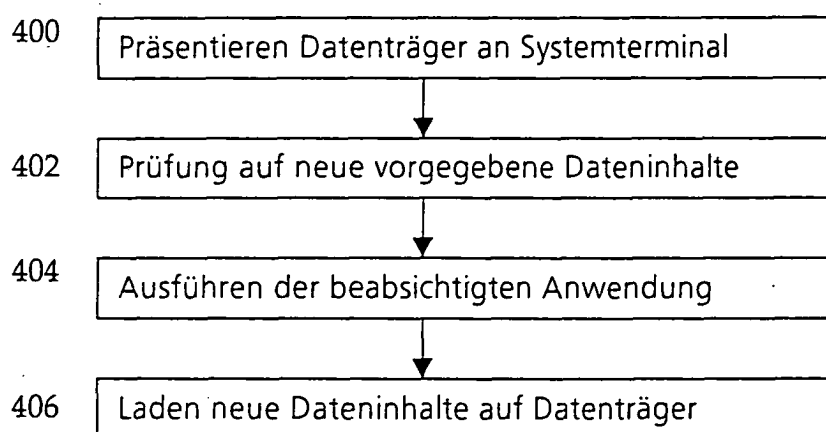 400 Präsentieren Datenträger an Systemterminal
402 Prüfung auf neue vorgegebene Dateninhalte
404 Ausführen der beabsichtigten Anwendung
406 Laden neue Dateninhalte auf Datenträger